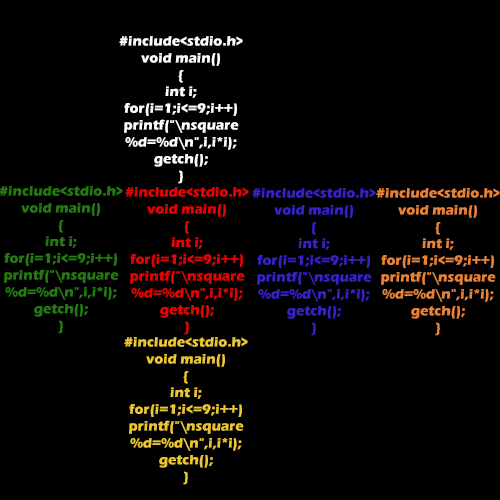 #include<stdio.h>
void main()
{
int i;
for(i=1;i<=9;i++)
printf("\nsquare
%d=%d\n",i,i*i);
getch();
}
#include<stdio.h>
void main()
{
int i;
for(i=1;i<=9;i++)
printf("\nsquare
%d=%d\n",i,i*i);
getch();
}
#include<stdio.h>
void main()
{
int i;
for(i=1;i<=9;i++)
printf("\nsquare
%d=%d\n",i,i*i);
getch();
}
#include<stdio.h>
void main()
{
int i;
for(i=1;i<=9;i++)
printf("\nsquare
%d=%d\n",i,i*i);
getch();
}
#include<stdio.h>
void main()
{
int i;
for(i=1;i<=9;i++)
printf("\nsquare
%d=%d\n",i,i*i);
getch();
}
#include<stdio.h>
void main()
{
int i;
for(i=1;i<=9;i++)
printf("\nsquare
%d=%d\n",i,i*i);
getch();
}